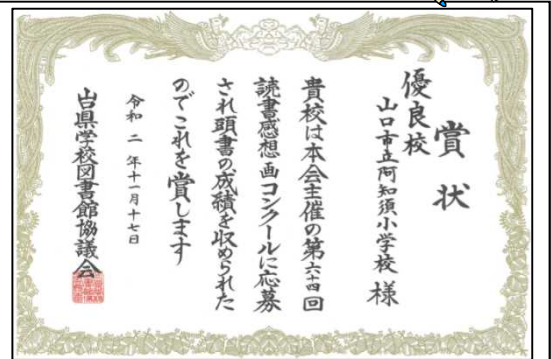 賞状
優良校
山口市立阿知須小学校 様
貴校は本会主催の第六十四回
読書感想画コンクールに応募
され頭書の成績を収められた
のでこれを賞します
令和 二 年十一月十七日
山口県学校図書館協議会